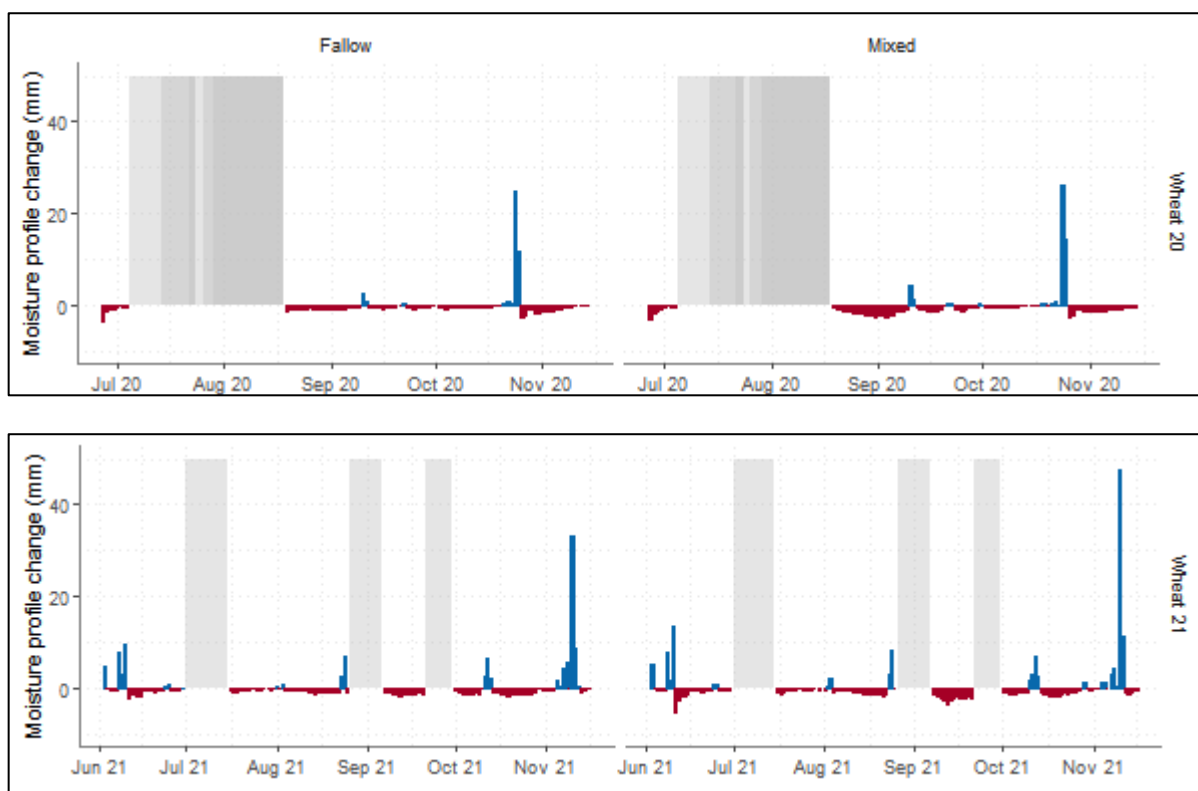 Fallow Mixed
Moisture profile change (mm)
40
20
0
Wheat 20
Jul 20 Aug 20 Sep 20 Oct 20 Nov 20 Jul 20 Aug 20 Sep 20 Oct 20 Nov 20
Moisture profile change (mm)
40
20
0
Wheat 21
Jun 21 Jul 21 Aug 21 Sep 21 Oct 21 Nov 21 Jun 21 Jul 21 Aug 21 Sep 21 Oct 21 Nov 21